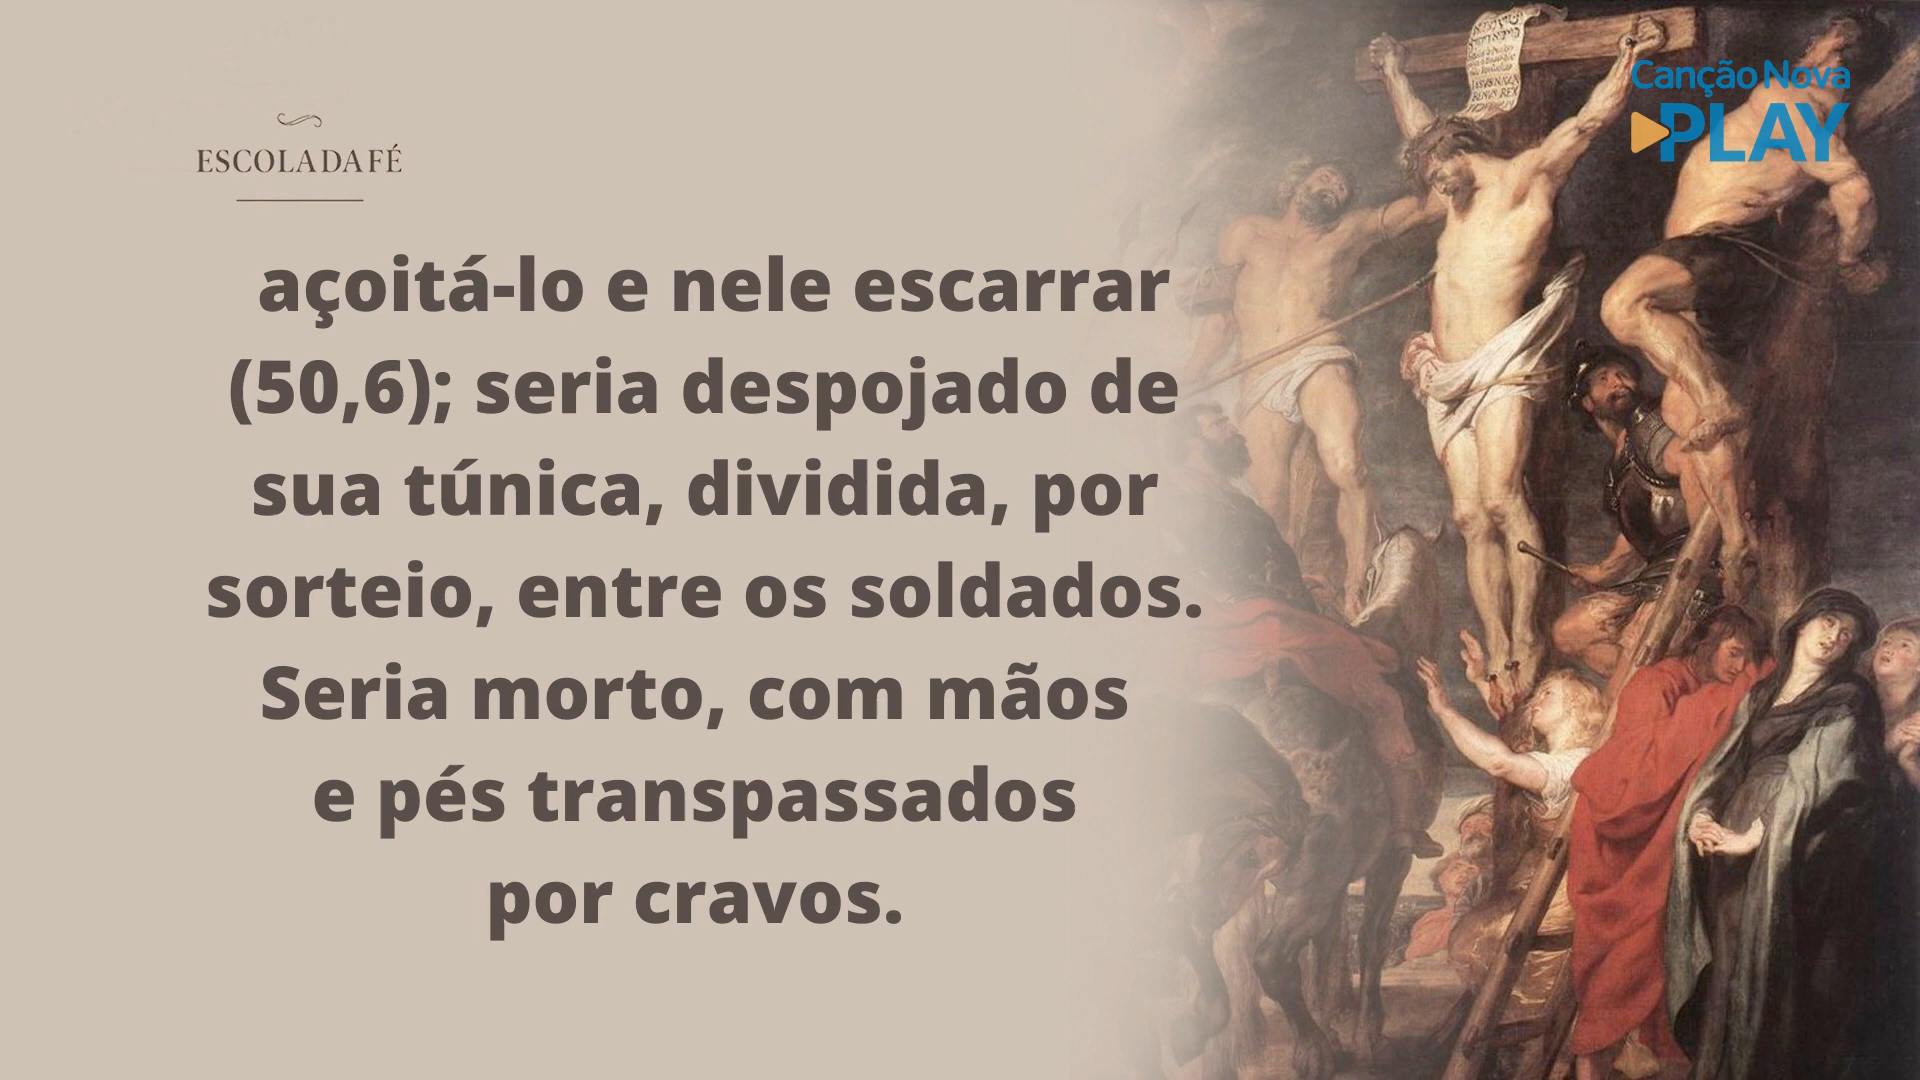 ESCOLADAFÉ
Canção Nova
PLAY
açoitá-lo e nele escarrar
(50,6); seria despojado de
sua túnica, dividida, por
sorteio, entre os soldados.
Seria morto, com mãos
e pés transpassados
por cravos.